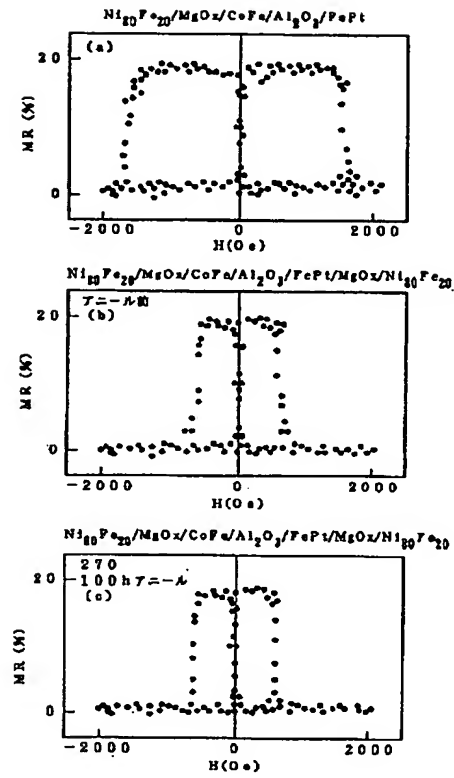 Ni80Fe20/MgOx/CoFe/Al2O3/FePt
(a)
20
MR (%)
0
-2000
0
2000
H(Oe)
Ni80Fe20/MgOx/CoFe/Al2O3/FePt/MgOx/Ni80Fe20
アニール前
(b)
20
MR (%)
0
-2000
0
2000
H(Oe)
Ni80Fe20/MgOx/CoFe/Al2O3/FePt/MgOx/Ni80Fe20
270
100hアニール
(c)
20
MR (%)
0
-2000
0
2000
H(Oe)